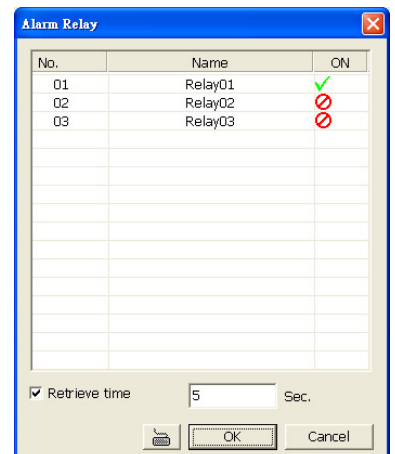 Alarm Relay
No. Name ON
01 Relay01
02 Relay02
03 Relay03
Retrieve time 5 Sec.
OK Cancel